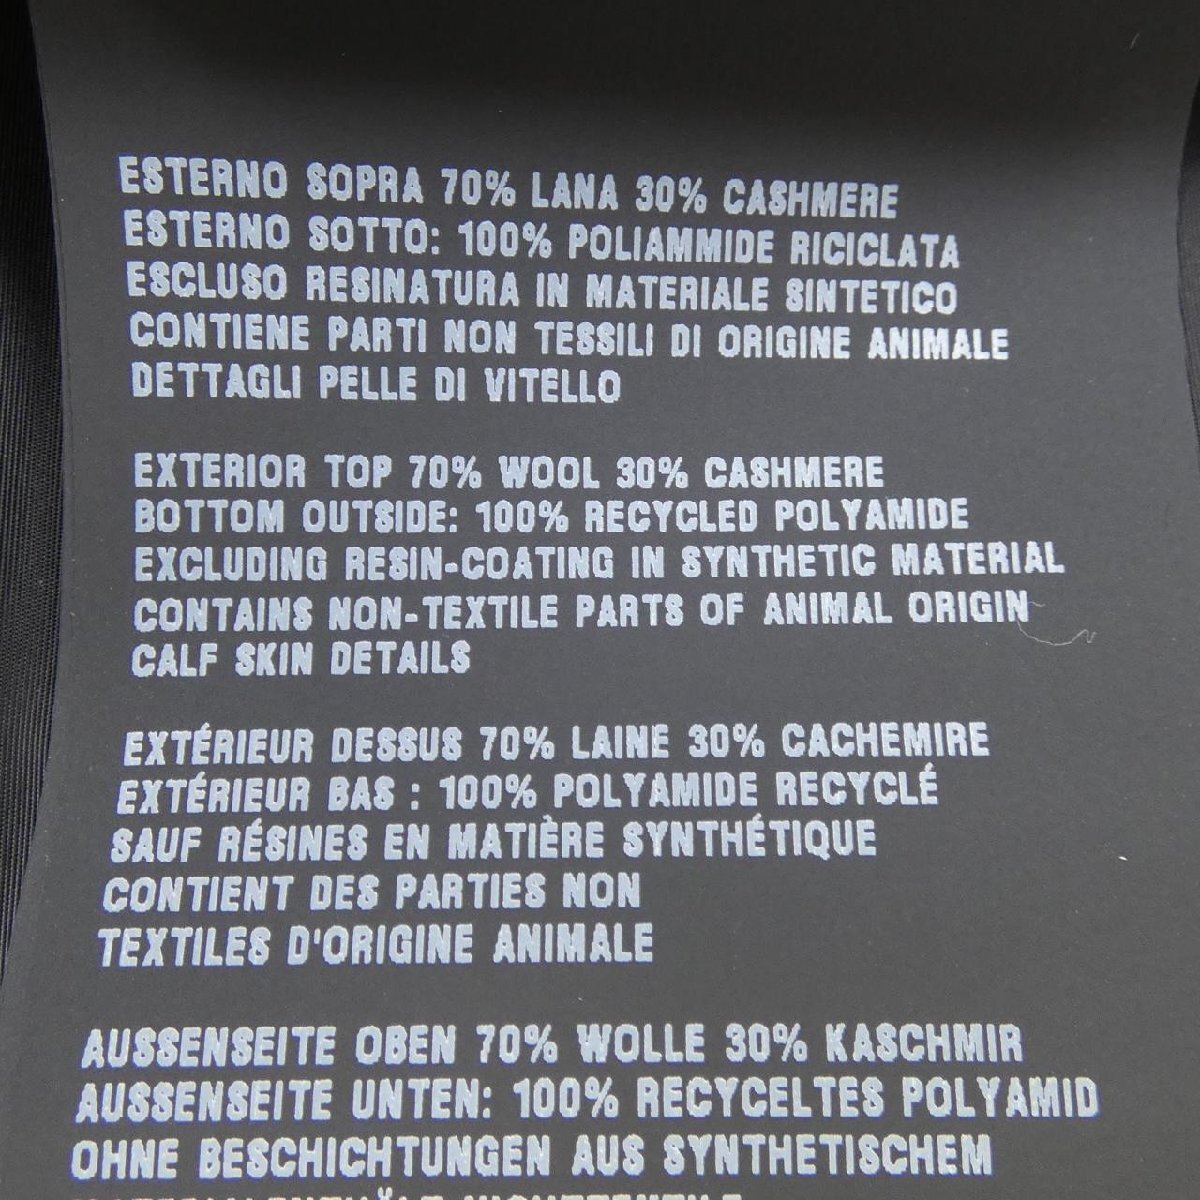 ESTERNO SOPRA 70% LANA 30% CASHMERE
ESTERNO SOTTO: 100% POLIAMMIDE RICICLATA
ESCLUSO RESINATURA IN MATERIALE SINTETICO
CONTIENE PARTI NON TESSILI DI ORIGINE ANIMALE
DETTAGLI PELLE DI VITELLO
EXTERIOR TOP 70% WOOL 30% CASHMERE
BOTTOM OUTSIDE: 100% RECYCLED POLYAMIDE
EXCLUDING RESIN-COATING IN SYNTHETIC MATERIAL
CONTAINS NON-TEXTILE PARTS OF ANIMAL ORIGIN
CALF SKIN DETAILS
EXTÉRIEUR DESSUS 70% LAINE 30% CACHEMIRE
EXTÉRIEUR BAS : 100% POLYAMIDE RECYCLÉ
SAUF RÉSINES EN MATIÈRE SYNTHÉTIQUE
CONTIENT DES PARTIES NON
TEXTILES D'ORIGINE ANIMALE
AUSSENSEITE OBEN 70% WOLLE 30% KASCHMIR
AUSSENSEITE UNTEN: 100% RECYCELTES POLYAMID
OHNE BESCHICHTUNGEN AUS SYNTHETISCHEM